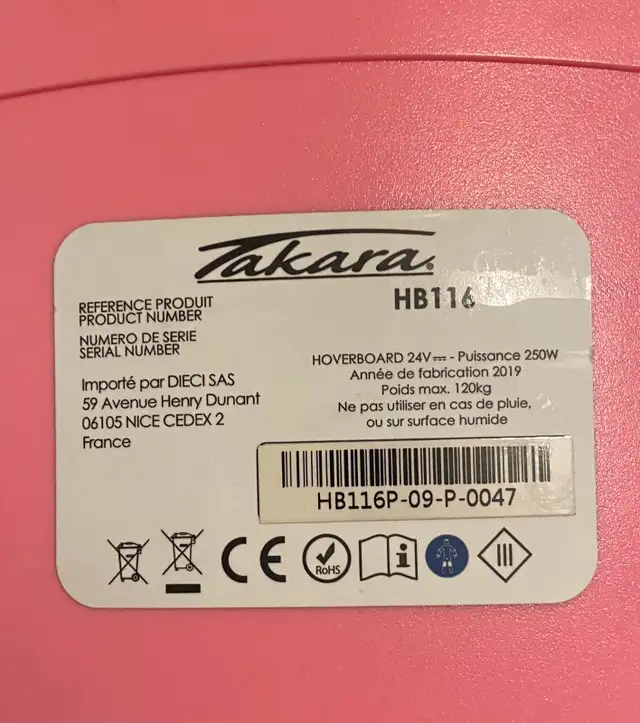 Takara
HB116
REFERENCE PRODUIT
PRODUCT NUMBER
NUMERO DE SERIE
SERIAL NUMBER
Importé par DIECI SAS
59 Avenue Henry Dunant
06105 NICE CEDEX 2
France
HOVERBOARD 24V⎓ - Puissance 250W
Année de fabrication 2019
Poids max. 120kg
Ne pas utiliser en cas de pluie,
ou sur surface humide
HB116P-09-P-0047
CE
RoHS
i
III